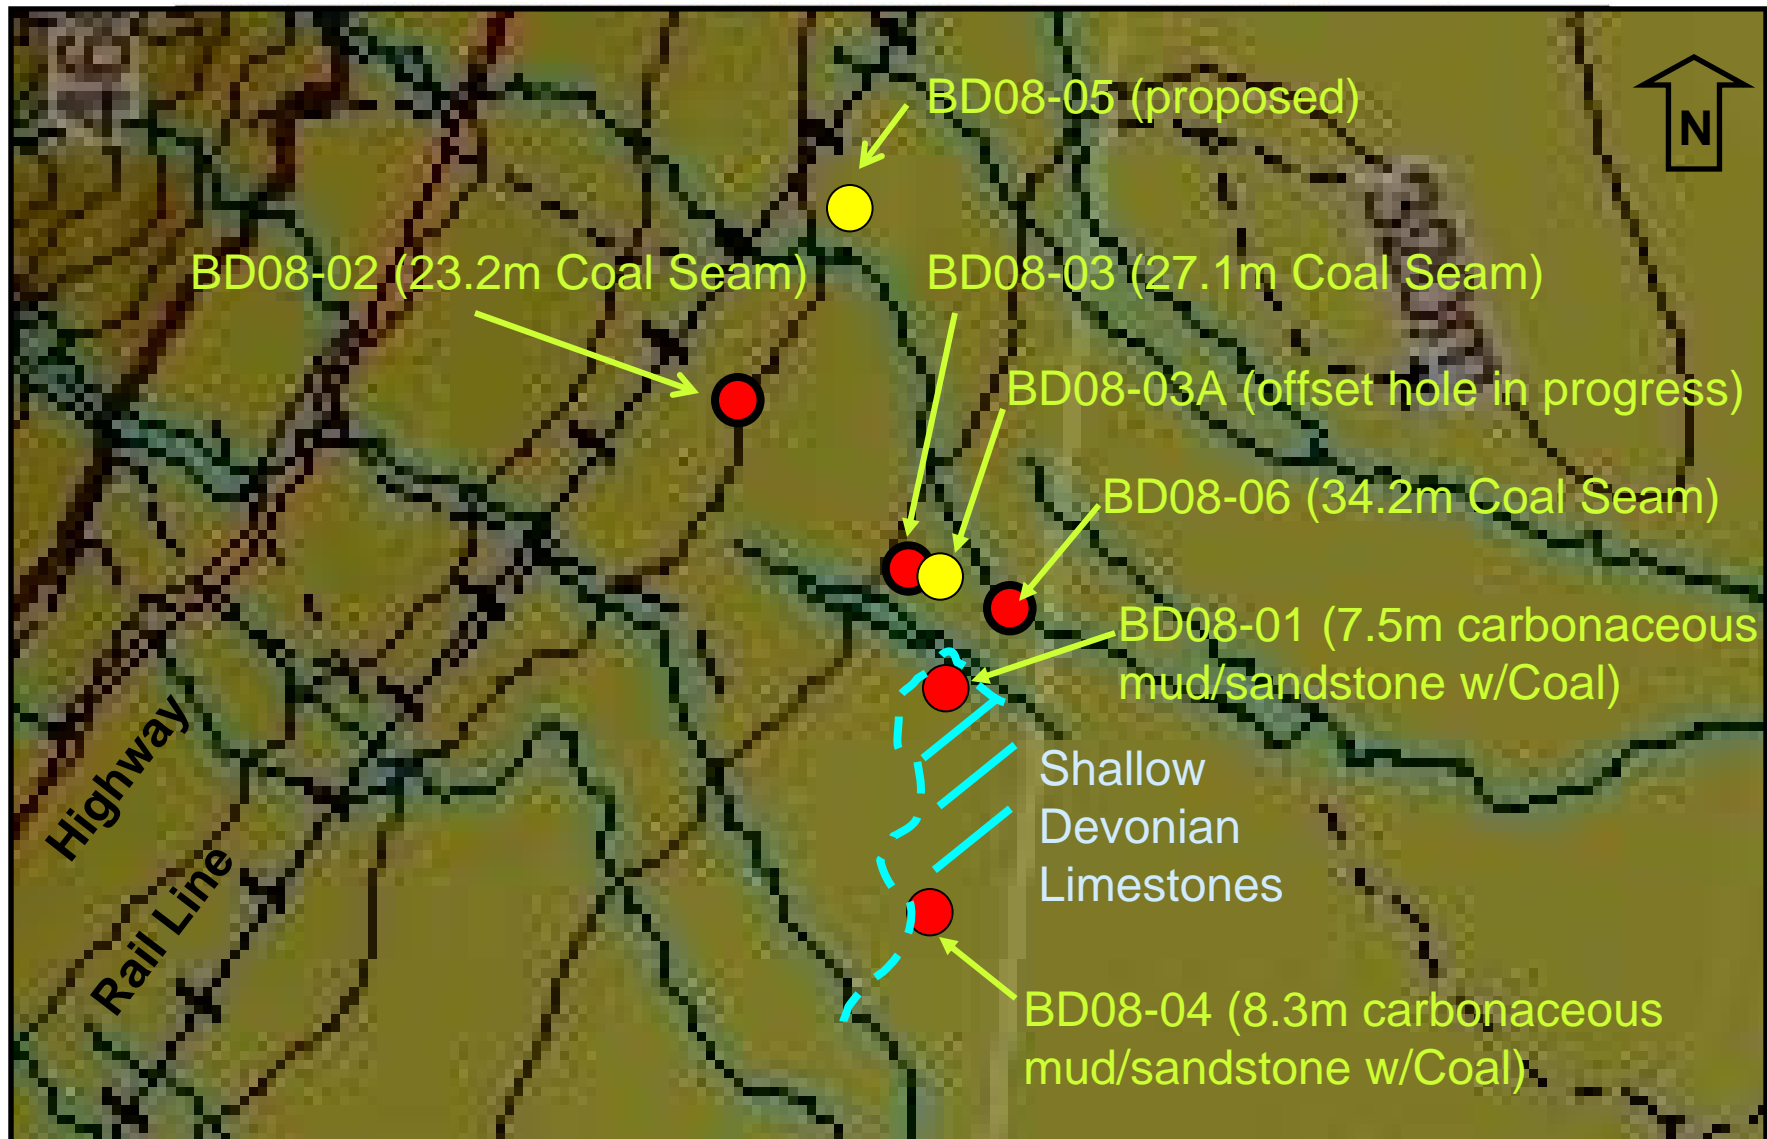 BD08-05 (proposed)
N
BD08-02 (23.2m Coal Seam)
BD08-03 (27.1m Coal Seam)
BD08-03A (offset hole in progress)
BD08-06 (34.2m Coal Seam)
BD08-01 (7.5m carbonaceous
mud/sandstone w/Coal)
Highway
Shallow
Devonian
Limestones
Rail Line
BD08-04 (8.3m carbonaceous
mud/sandstone w/Coal)